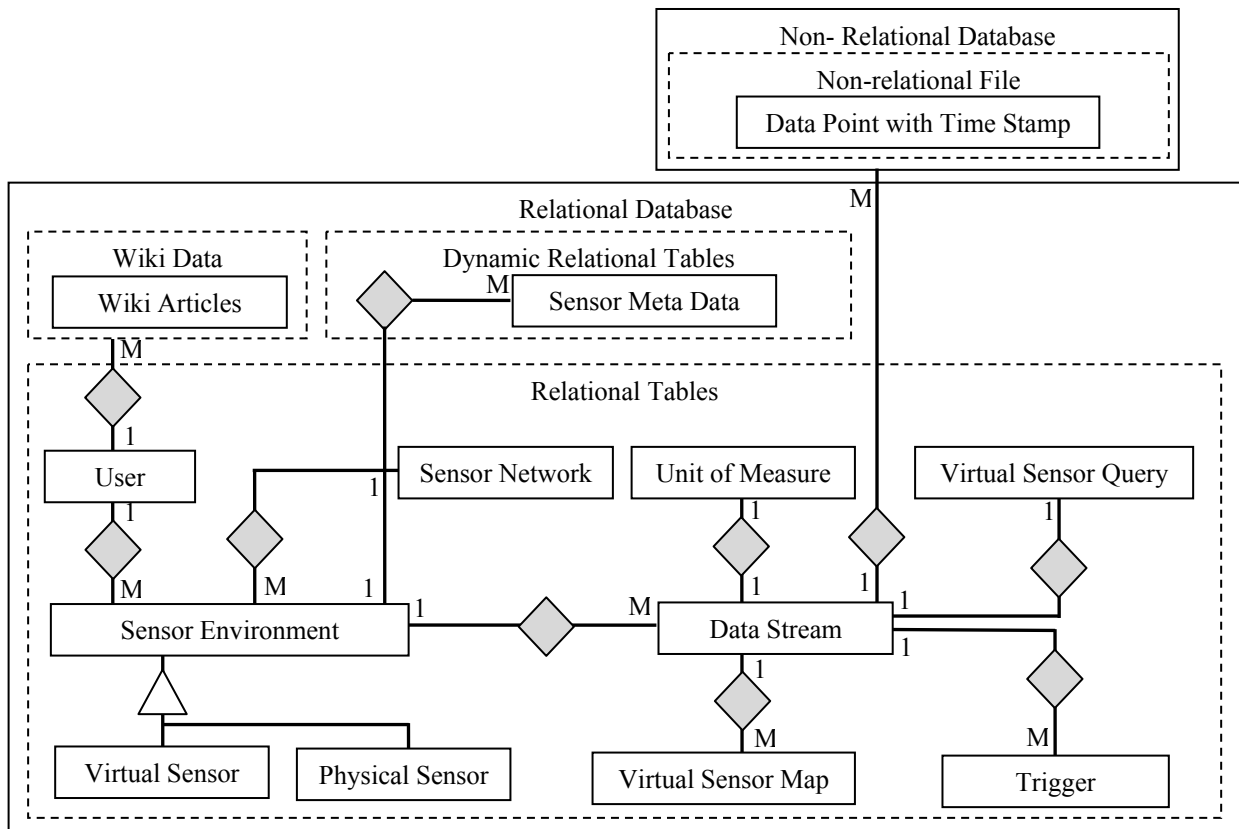 Non- Relational Database
Non-relational File
Data Point with Time Stamp
M
Relational Database
Wiki Data
Wiki Articles
Dynamic Relational Tables
M
Sensor Meta Data
M
Relational Tables
1
User
Sensor Network
Unit of Measure
Virtual Sensor Query
1
1
1
1
M
M
1
1
1
Sensor Environment
1
M
Data Stream
1
1
1
M
M
Virtual Sensor
Physical Sensor
Virtual Sensor Map
Trigger